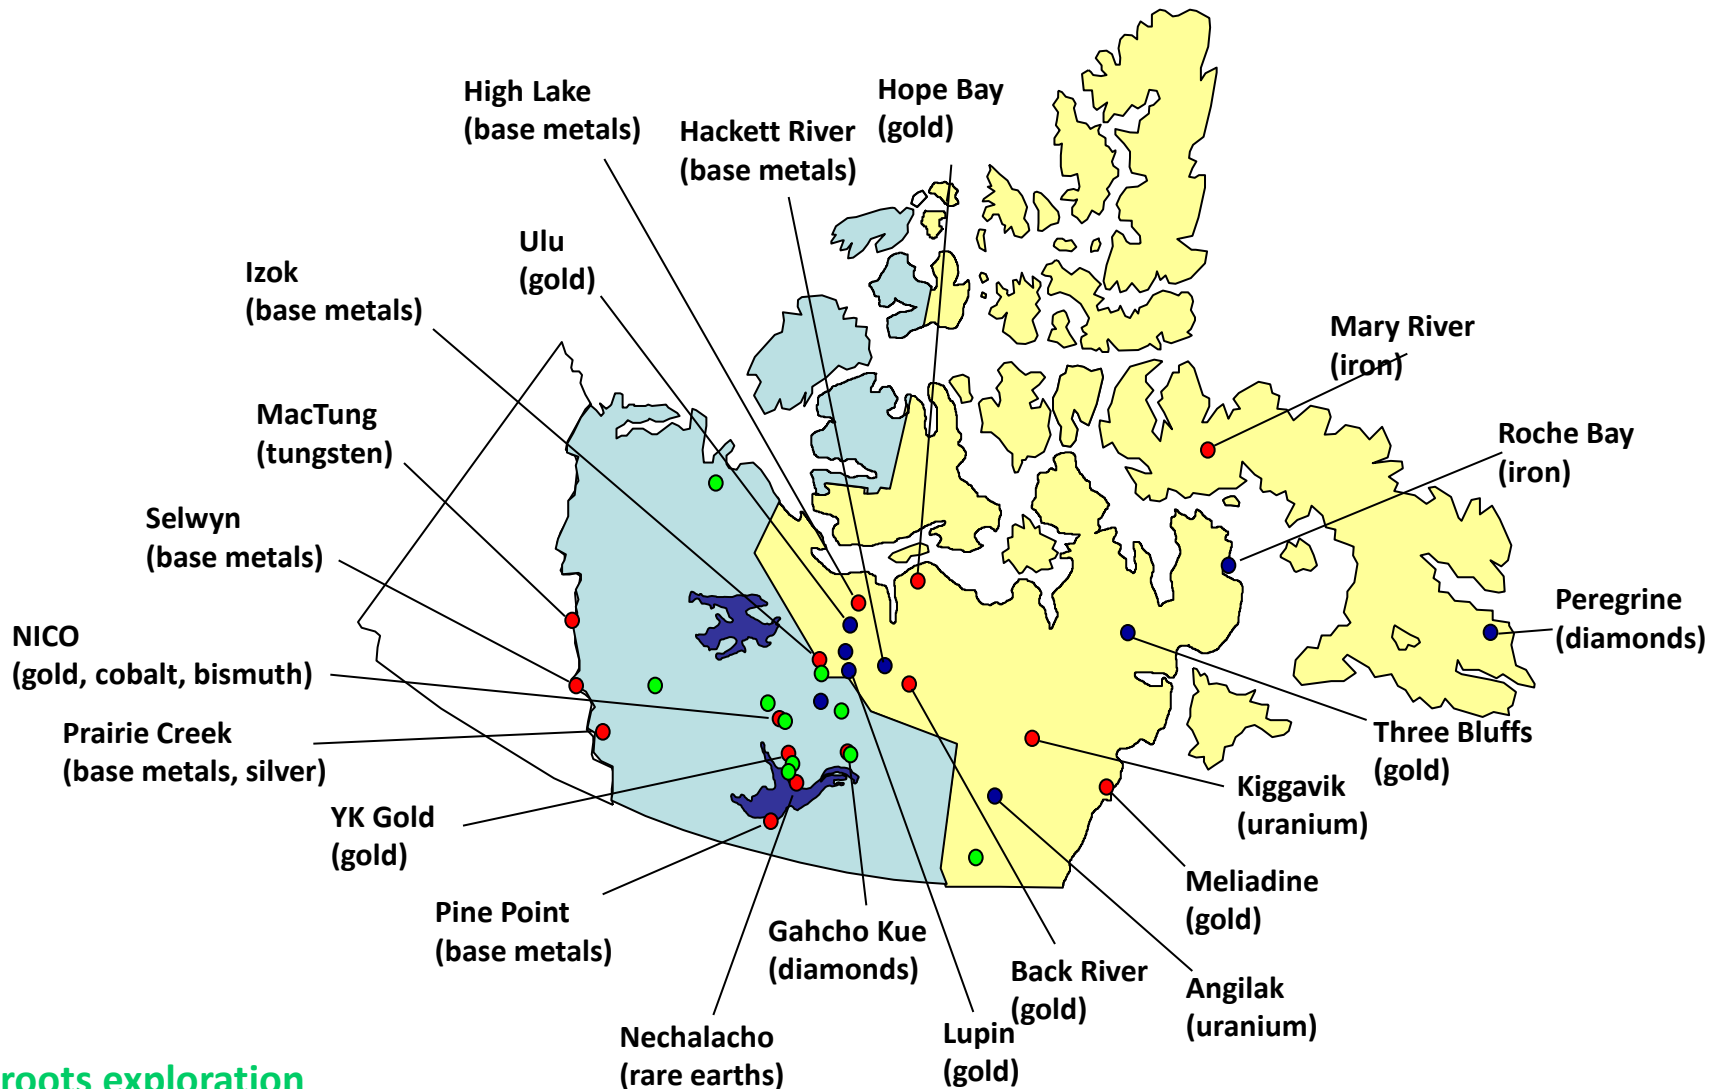 High Lake
(base metals)
Hackett River
(base metals)
Hope Bay
(gold)
Ulu
(gold)
Izok
(base metals)
MacTung
(tungsten)
Selwyn
(base metals)
NICO
(gold, cobalt, bismuth)
Prairie Creek
(base metals, silver)
YK Gold
(gold)
Pine Point
(base metals)
Nechalacho
(rare earths)
Gahcho Kue
(diamonds)
Lupin
(gold)
Back River
(gold)
Angilak
(uranium)
Meliadine
(gold)
Kiggavik
(uranium)
Three Bluffs
(gold)
Peregrine
(diamonds)
Roche Bay
(iron)
Mary River
(iron)
roots exploration